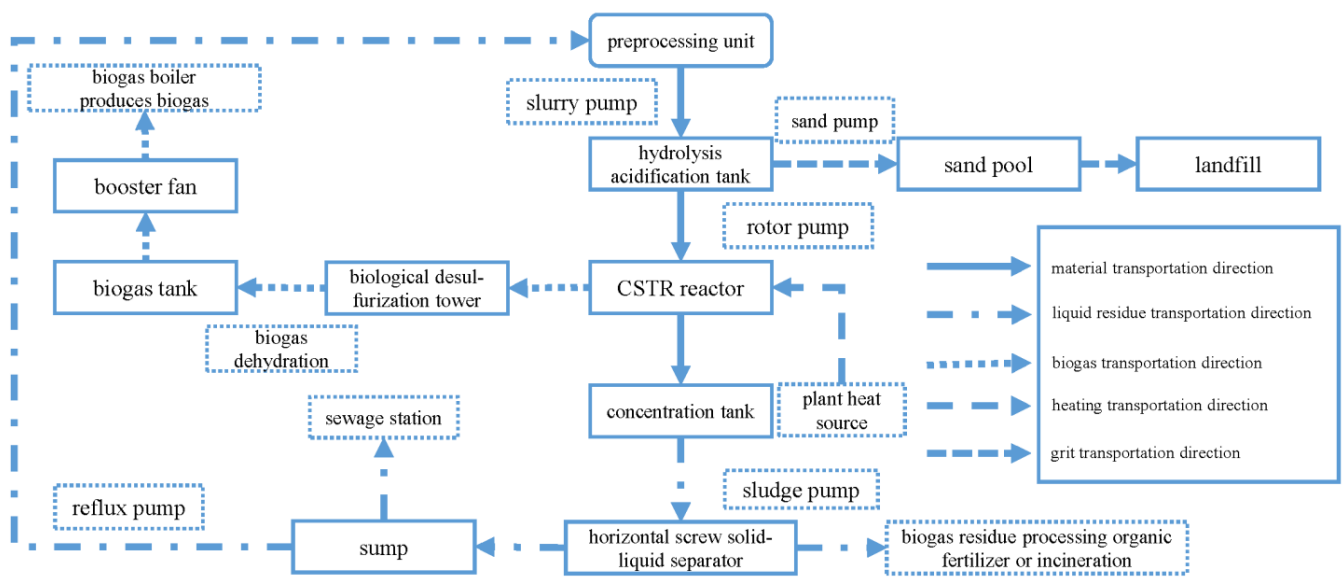 preprocessing unit
biogas boiler
produces biogas
slurry pump
sand pump
hydrolysis
acidification tank
sand pool
landfill
booster fan
rotor pump
biogas tank
biological desul-
furization tower
CSTR reactor
material transportation direction
liquid residue transportation direction
biogas transportation direction
heating transportation direction
grit transportation direction
biogas
dehydration
sewage station
concentration tank
plant heat
source
reflux pump
sludge pump
sump
horizontal screw solid-
liquid separator
biogas residue processing organic
fertilizer or incineration